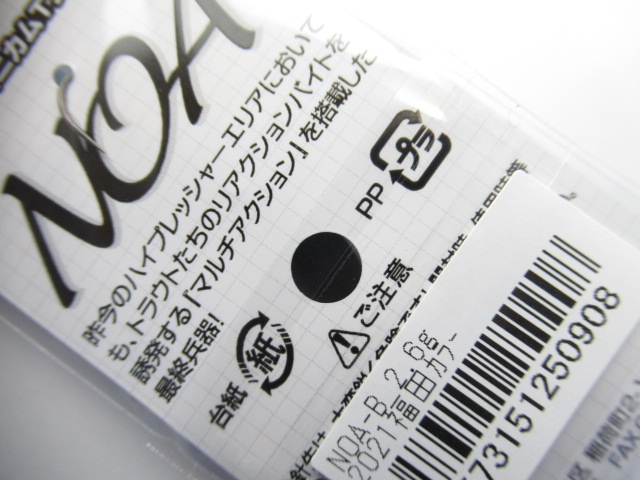 NOA
昨今のハイプレッシャーエリアにおいて
も、トラウトたちのリアクションバイトを
誘発する「マルチアクション」を搭載した
最終兵器!
台紙
紙
PP
プラ
ご注意
NOA-B 2.6g
2021福田カラー
73151250908
FAX